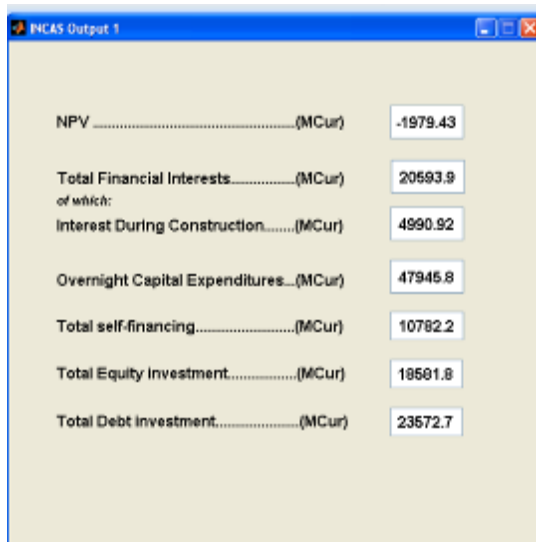 INCAS Output 1
NPV ................................................(MCur) -1979.43
Total Financial Interests................(MCur) 20593.9
of which:
Interest During Construction........(MCur) 4990.92
Overnight Capital Expenditures...(MCur) 47945.8
Total self-financing........................(MCur) 10782.2
Total Equity investment.................(MCur) 18581.8
Total Debt investment....................(MCur) 23572.7